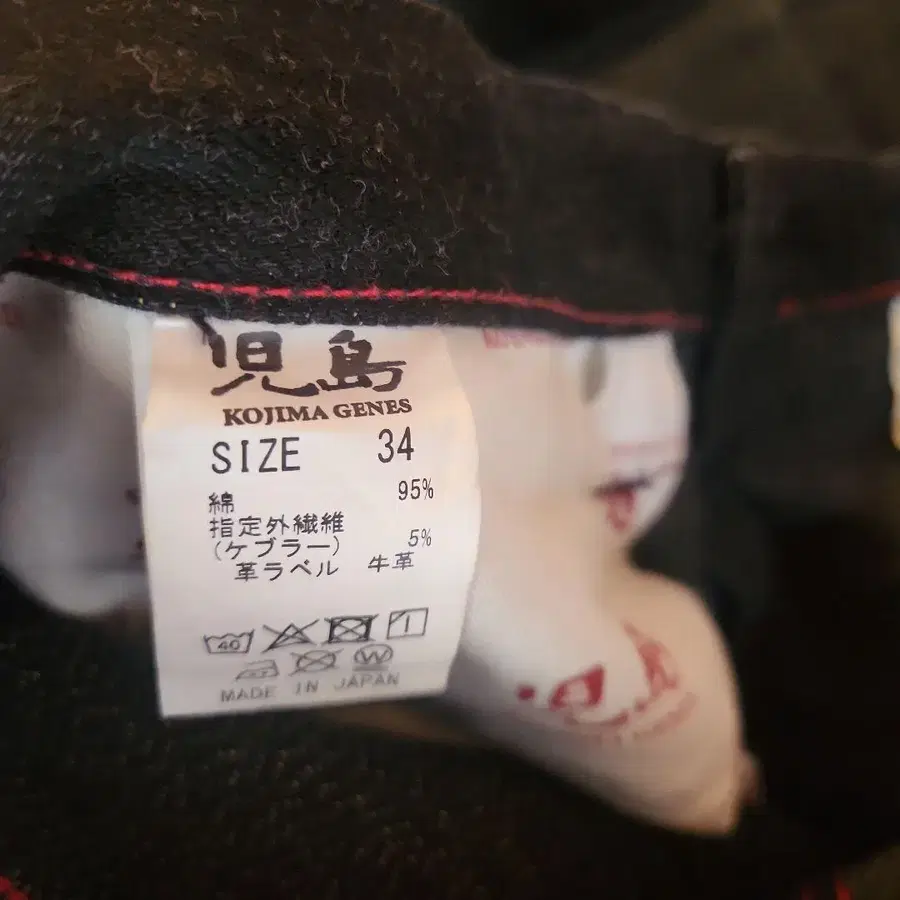 児島
KOJIMA GENES
SIZE 34
綿 95%
指定外繊維
(ケブラー) 5%
革ラベル 牛革
40
W
MADE IN JAPAN